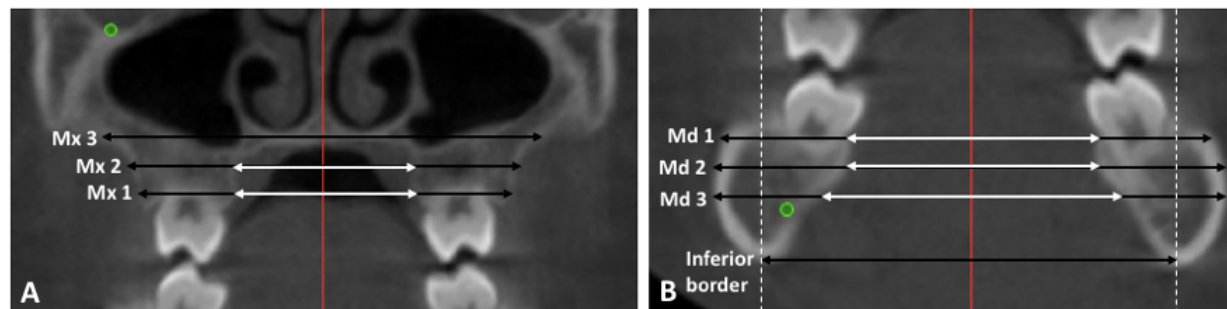 Mx 3
Mx 2
Mx 1
A
Md 1
Md 2
Md 3
Inferior
border
B